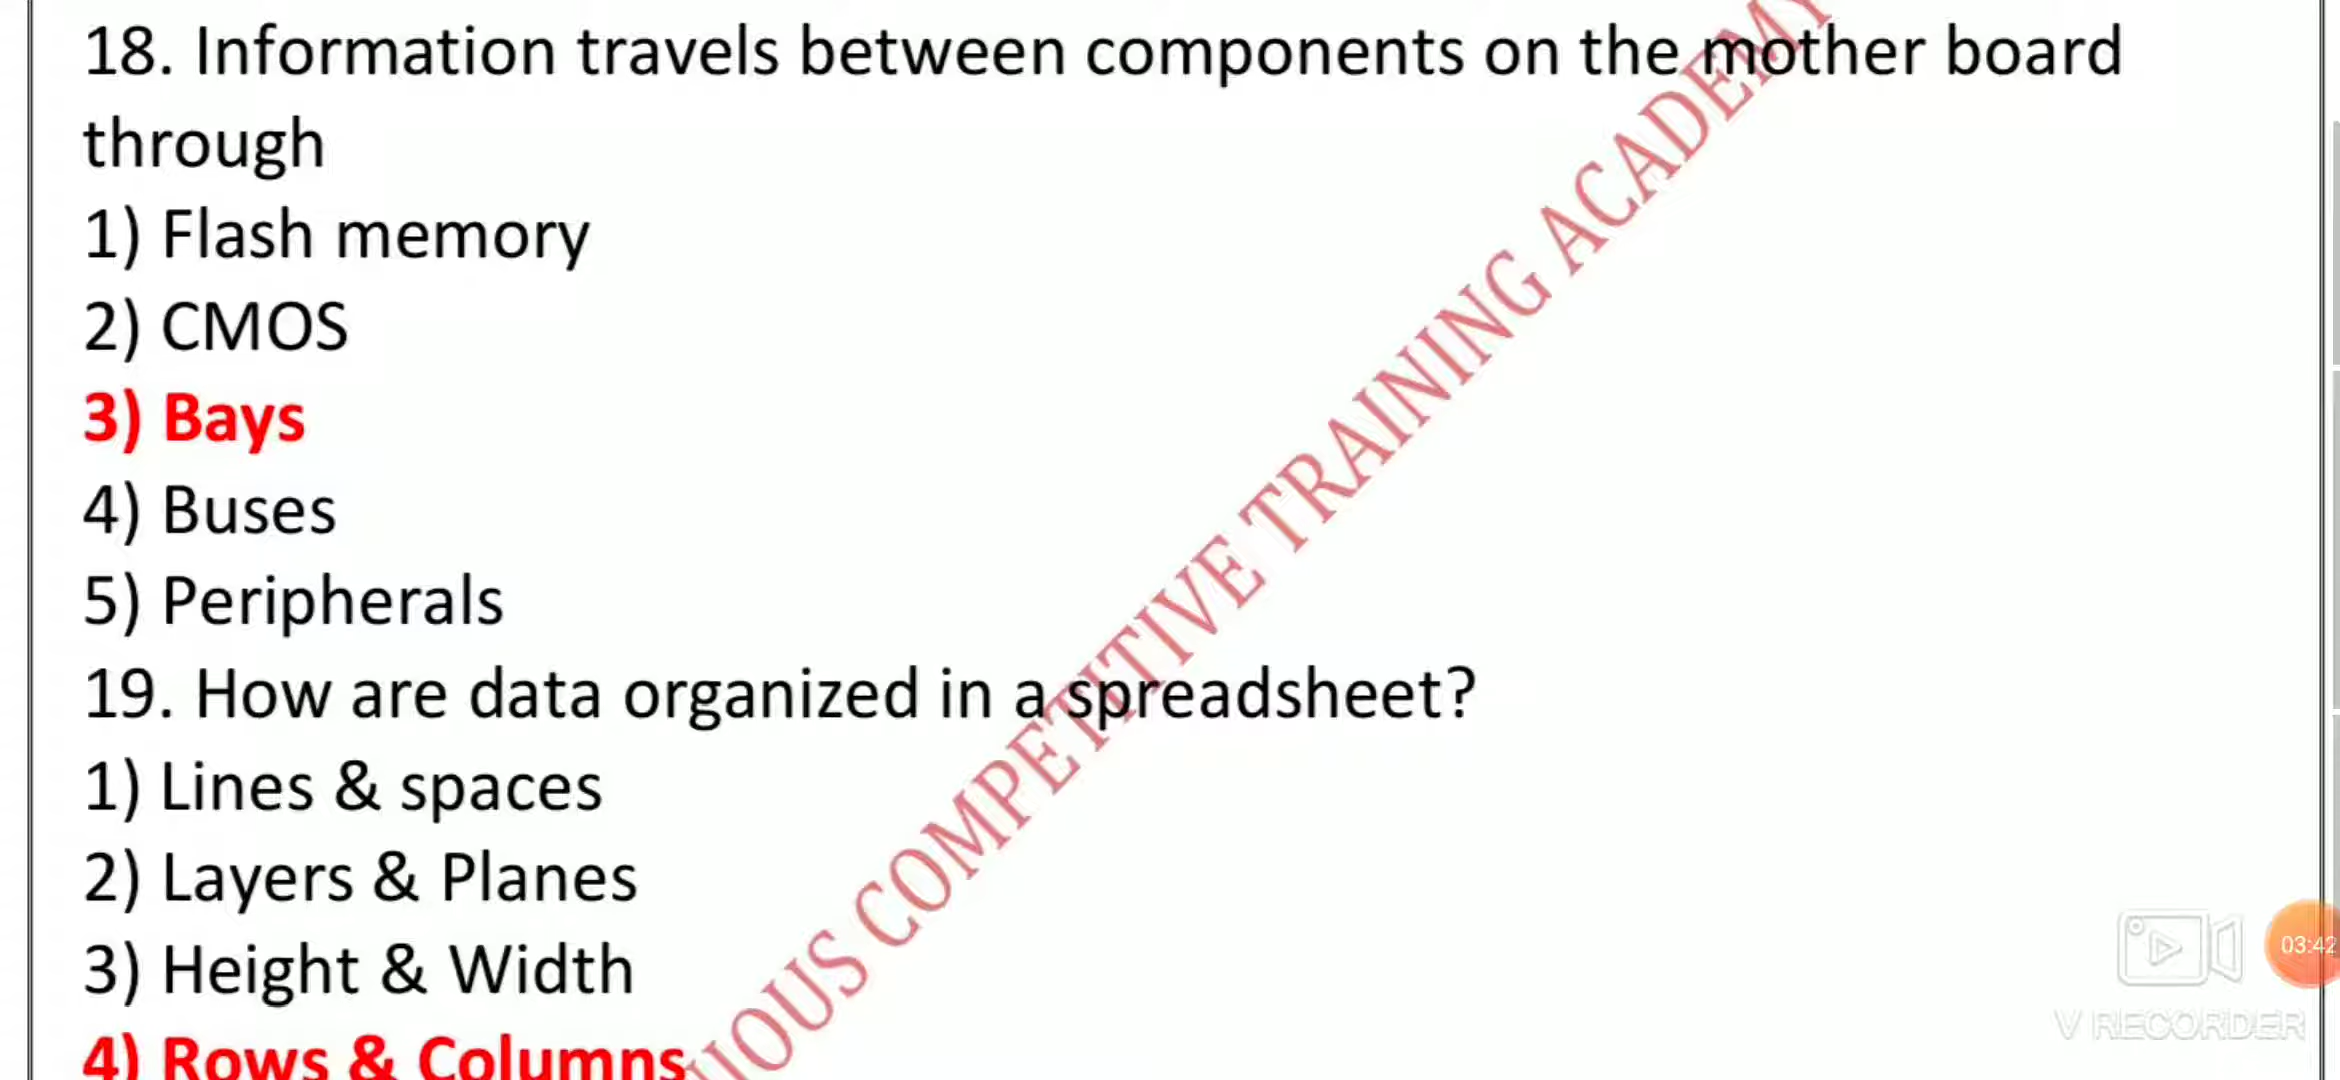 18. Information travels between components on the mother board
through
1) Flash memory
2) CMOS
3) Bays
4) Buses
5) Peripherals
19. How are data organized in a spreadsheet?
1) Lines & spaces
2) Layers & Planes
3) Height & Width
4) Rows & Columns
COMPETITIVE TRAINING ACADEMY
03:42
V RECORDER